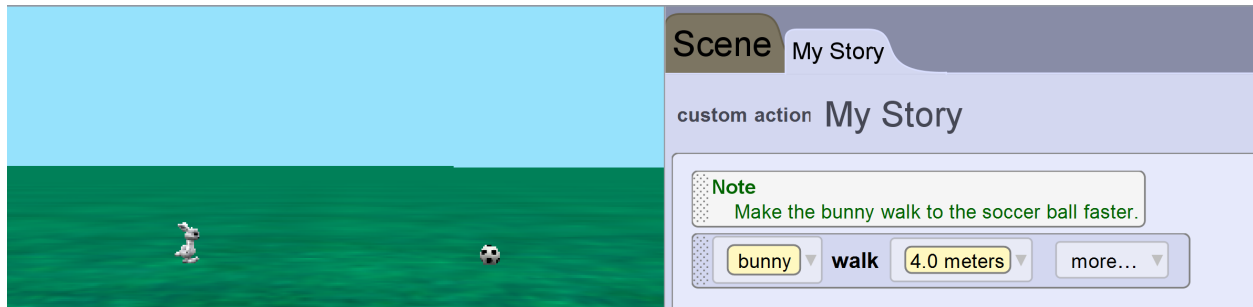 Scene
My Story
custom action My Story
Note
Make the bunny walk to the soccer ball faster.
bunny walk 4.0 meters more...